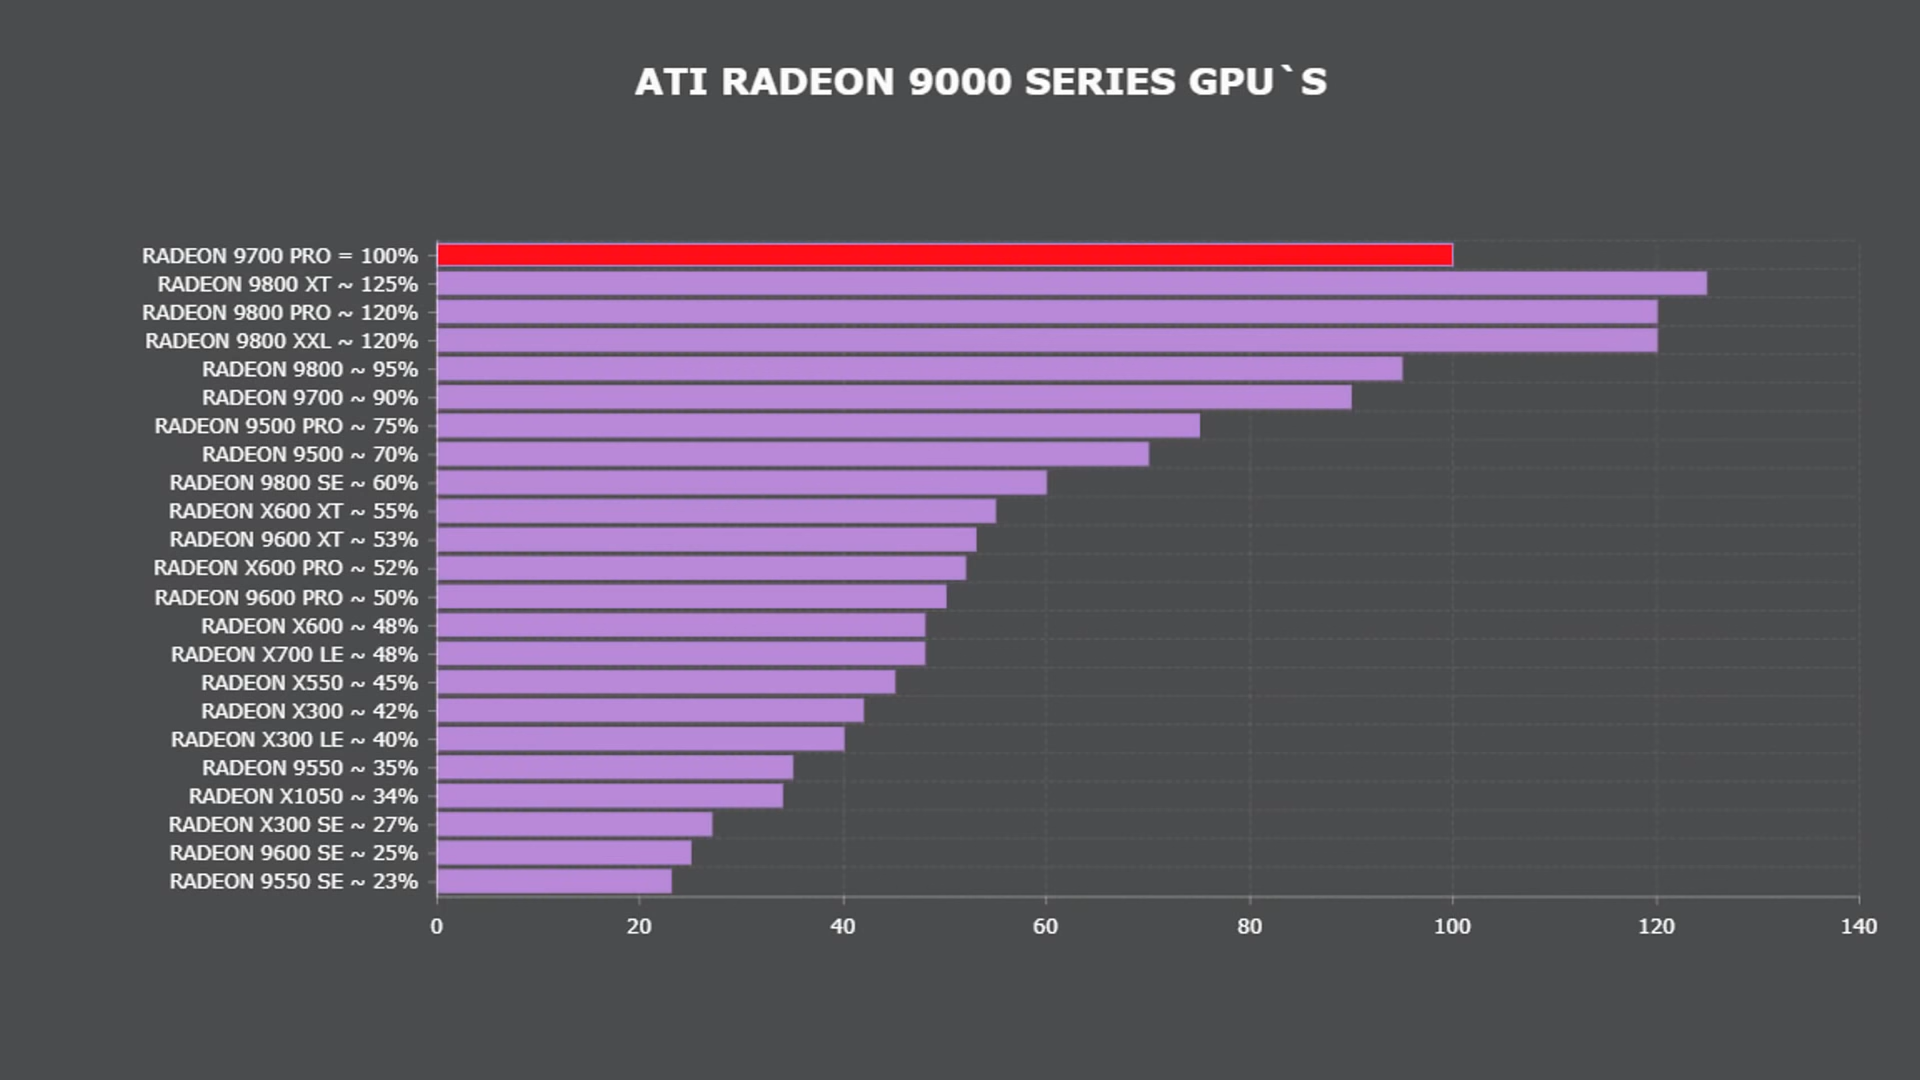 ATI RADEON 9000 SERIES GPU`S
RADEON 9700 PRO = 100%
RADEON 9800 XT ~ 125%
RADEON 9800 PRO ~ 120%
RADEON 9800 XXL ~ 120%
RADEON 9800 ~ 95%
RADEON 9700 ~ 90%
RADEON 9500 PRO ~ 75%
RADEON 9500 ~ 70%
RADEON 9800 SE ~ 60%
RADEON X600 XT ~ 55%
RADEON 9600 XT ~ 53%
RADEON X600 PRO ~ 52%
RADEON 9600 PRO ~ 50%
RADEON X600 ~ 48%
RADEON X700 LE ~ 48%
RADEON X550 ~ 45%
RADEON X300 ~ 42%
RADEON X300 LE ~ 40%
RADEON 9550 ~ 35%
RADEON X1050 ~ 34%
RADEON X300 SE ~ 27%
RADEON 9600 SE ~ 25%
RADEON 9550 SE ~ 23%
0 20 40 60 80 100 120 140